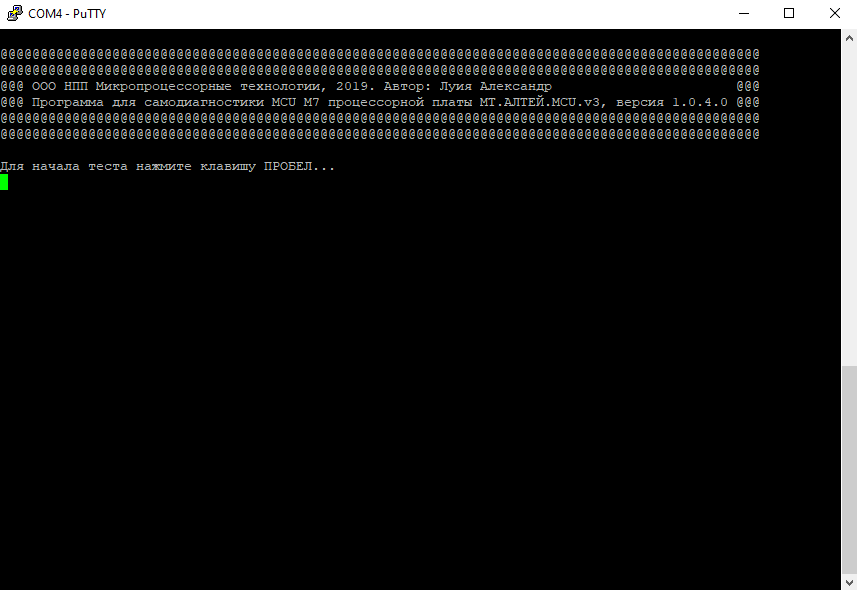 COM4 - PuTTY
@@@@@@@@@@@@@@@@@@@@@@@@@@@@@@@@@@@@@@@@@@@@@@@@@@@@@@@@@@@@@@@@@@@@@@@@@@@@@@@@@@@@@@@@@@@@@@@
@@@@@@@@@@@@@@@@@@@@@@@@@@@@@@@@@@@@@@@@@@@@@@@@@@@@@@@@@@@@@@@@@@@@@@@@@@@@@@@@@@@@@@@@@@@@@@@
@@@ ООО НПП Микропроцессорные технологии, 2019. Автор: Луия Александр                       @@@
@@@ Программа для самодиагностики MCU M7 процессорной платы МТ.АЛТЕЙ.MCU.v3, версия 1.0.4.0 @@@
@@@@@@@@@@@@@@@@@@@@@@@@@@@@@@@@@@@@@@@@@@@@@@@@@@@@@@@@@@@@@@@@@@@@@@@@@@@@@@@@@@@@@@@@@@@@@@@
@@@@@@@@@@@@@@@@@@@@@@@@@@@@@@@@@@@@@@@@@@@@@@@@@@@@@@@@@@@@@@@@@@@@@@@@@@@@@@@@@@@@@@@@@@@@@@@
Для начала теста нажмите клавишу ПРОБЕЛ...